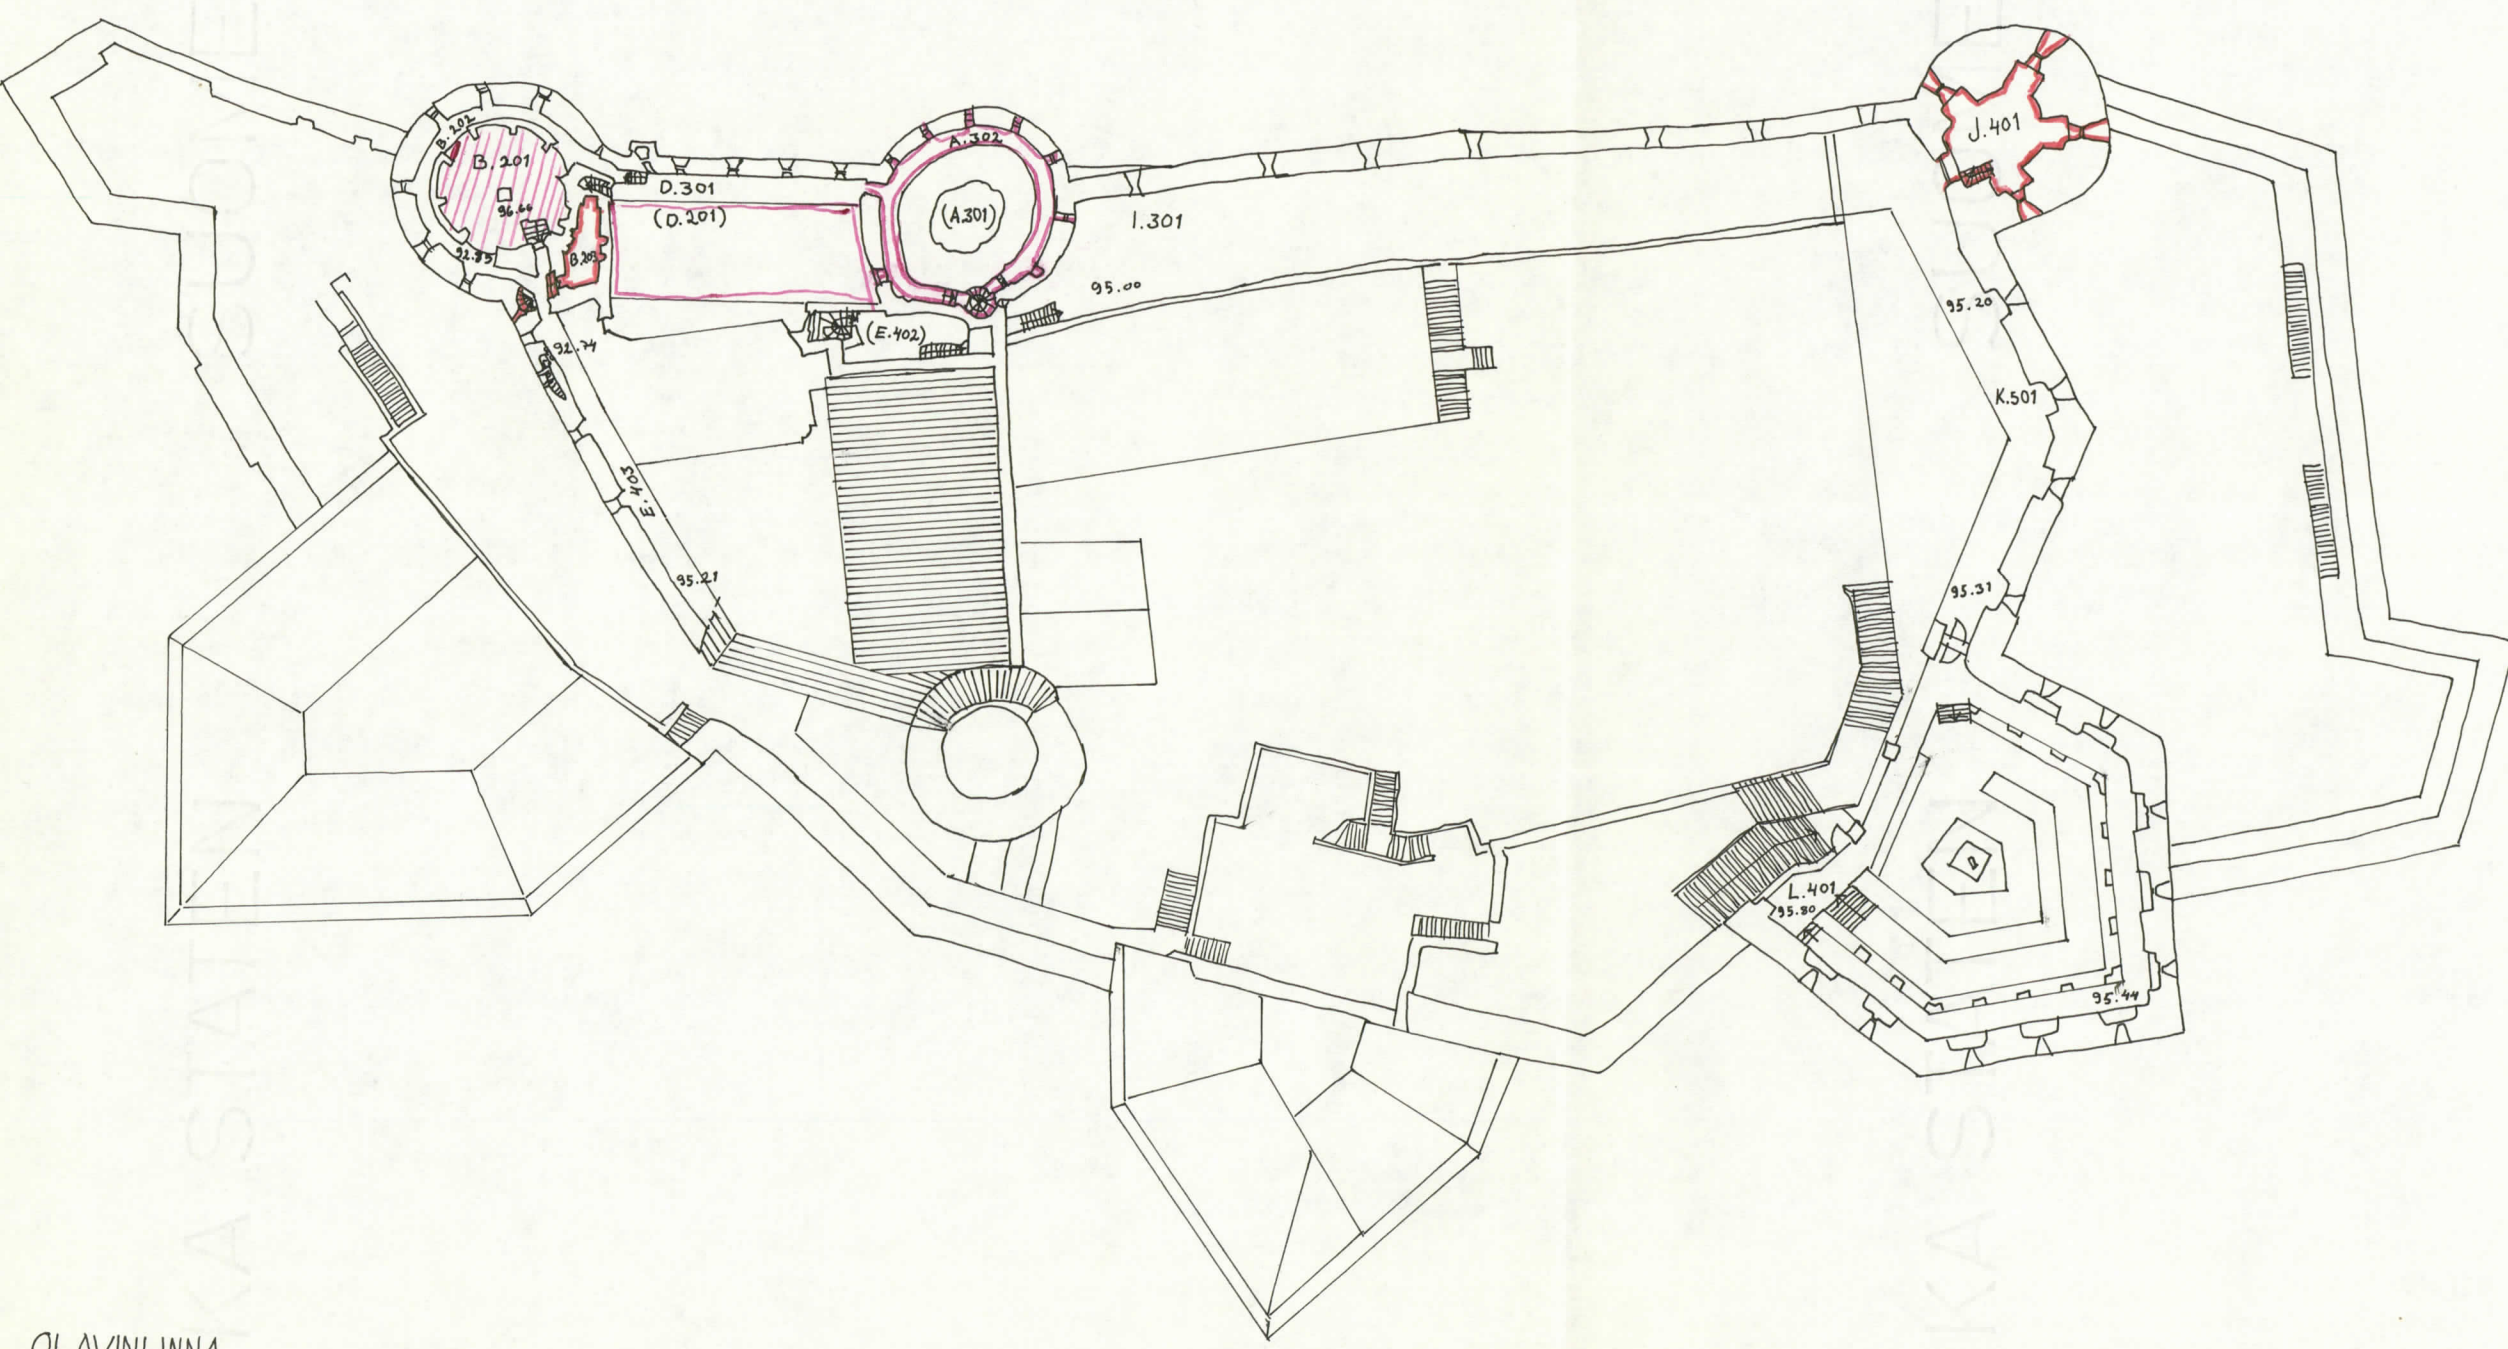 B.202
B.201
96.66
92.85
B.203
D.301
(D.201)
A.302
(A.301)
I.301
95.00
(E.402)
92.74
E.403
95.21
J.401
95.20
K.501
95.31
L.401
95.80
95.44
OLAVINLINNA